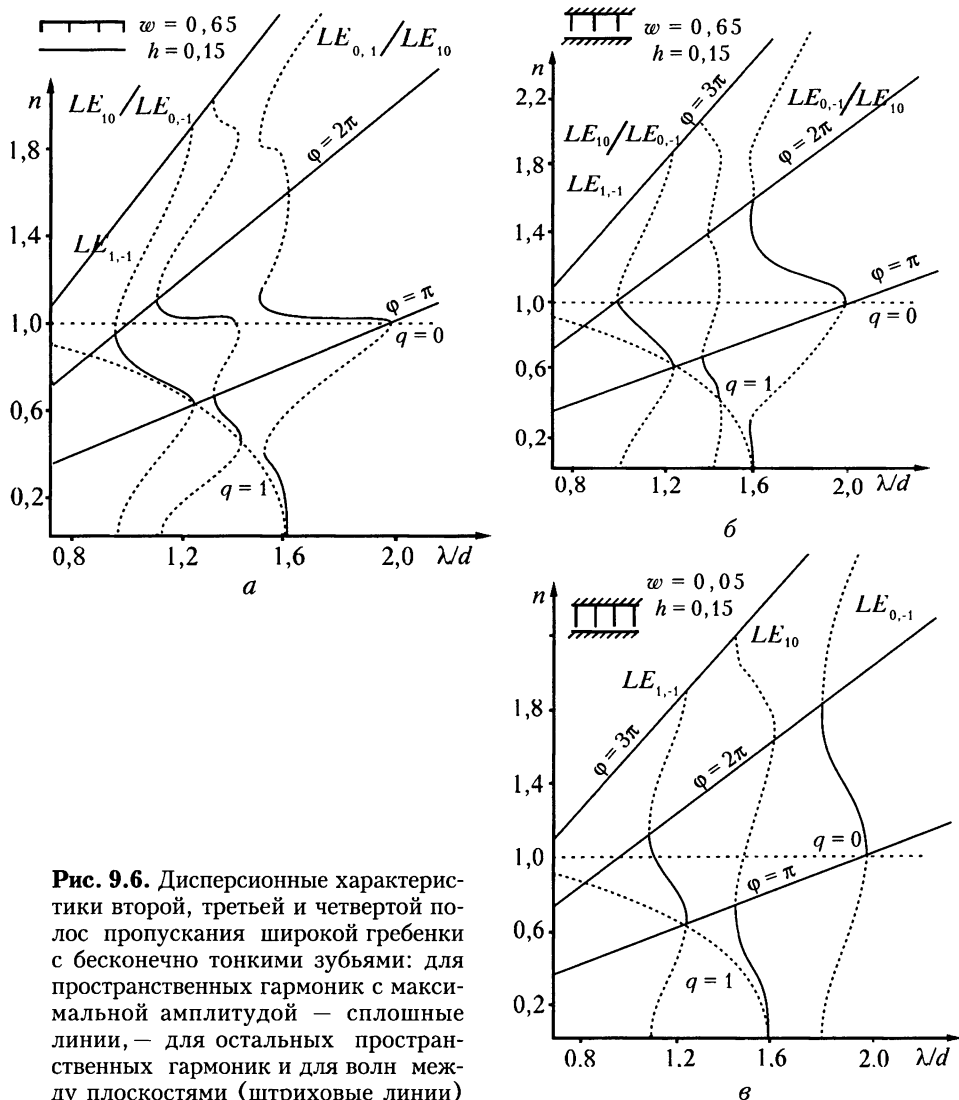 w = 0,65
h = 0,15
LE₀,₁/LE₁₀
n
LE₁₀/LE₀,₋₁
φ = 2π
1,8
1,4
LE₁,₋₁
φ = π
1,0
q = 0
0,6
q = 1
0,2
0,8 1,2 1,6 2,0 λ/d
а
w = 0,65
h = 0,15
n
φ = 3π
2,2
LE₀,₋₁/LE₁₀
LE₁₀/LE₀,₋₁
φ = 2π
1,8
LE₁,₋₁
1,4
φ = π
1,0
q = 0
0,6
q = 1
0,2
0,8 1,2 1,6 2,0 λ/d
б
w = 0,05
h = 0,15
n
LE₀,₋₁
LE₁₀
LE₁,₋₁
1,8
φ = 3π
φ = 2π
1,4
q = 0
1,0
φ = π
0,6
q = 1
0,2
0.8 1.2 1.6 2.0 λ/d
в
Рис. 9.6. Дисперсионные характерис-
тики второй, третьей и четвертой по-
лос пропускания широкой гребенки
с бесконечно тонкими зубьями: для
пространственных гармоник с макси-
мальной амплитудой — сплошные
линии, — для остальных простран-
ственных гармоник и для волн меж-
ду плоскостями (штриховые линии)